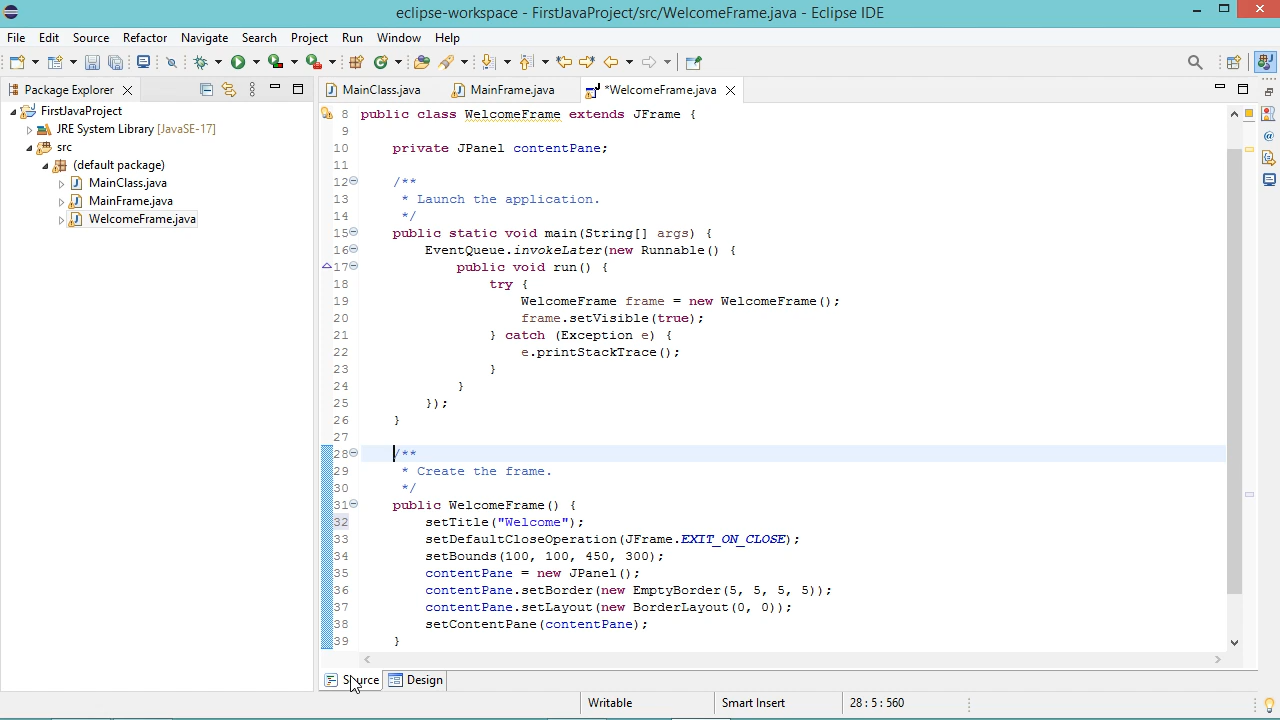 eclipse-workspace - FirstJavaProject/src/WelcomeFrame.java - Eclipse IDE
File Edit Source Refactor Navigate Search Project Run Window Help
Package Explorer
MainClass.java MainFrame.java *WelcomeFrame.java
FirstJavaProject
JRE System Library [JavaSE-17]
src
(default package)
MainClass.java
MainFrame.java
WelcomeFrame.java
8 public class WelcomeFrame extends JFrame {
9
10 private JPanel contentPane;
11
12 /**
13 * Launch the application.
14 */
15 public static void main(String[] args) {
16 EventQueue.invokeLater(new Runnable() {
17 public void run() {
18 try {
19 WelcomeFrame frame = new WelcomeFrame();
20 frame.setVisible(true);
21 } catch (Exception e) {
22 e.printStackTrace();
23 }
24 }
25 });
26 }
27
28 /**
29 * Create the frame.
30 */
31 public WelcomeFrame() {
32 setTitle("Welcome");
33 setDefaultCloseOperation(JFrame.EXIT_ON_CLOSE);
34 setBounds(100, 100, 450, 300);
35 contentPane = new JPanel();
36 contentPane.setBorder(new EmptyBorder(5, 5, 5, 5));
37 contentPane.setLayout(new BorderLayout(0, 0));
38 setContentPane(contentPane);
39 }
Source Design
Writable Smart Insert 28 : 5 : 560